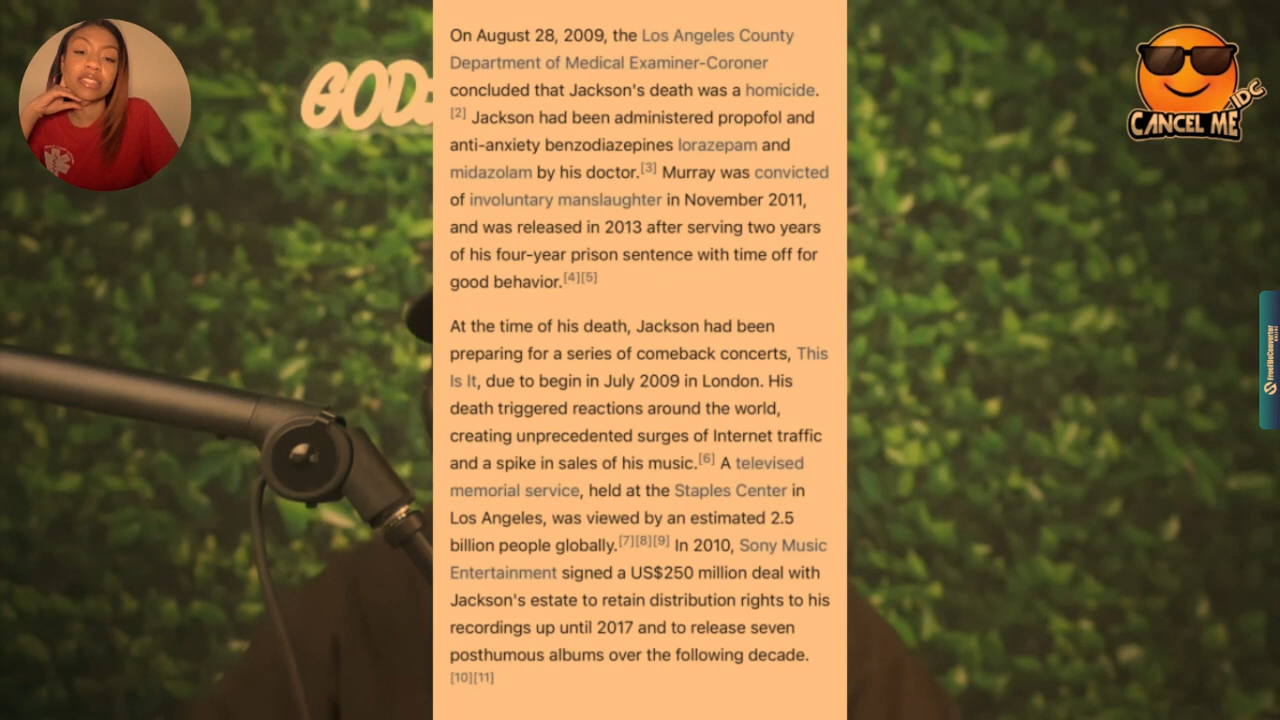 GOD
On August 28, 2009, the Los Angeles County
Department of Medical Examiner-Coroner
concluded that Jackson's death was a homicide.
[2] Jackson had been administered propofol and
anti-anxiety benzodiazepines lorazepam and
midazolam by his doctor.[3] Murray was convicted
of involuntary manslaughter in November 2011,
and was released in 2013 after serving two years
of his four-year prison sentence with time off for
good behavior.[4][5]
At the time of his death, Jackson had been
preparing for a series of comeback concerts, This
Is It, due to begin in July 2009 in London. His
death triggered reactions around the world,
creating unprecedented surges of Internet traffic
and a spike in sales of his music.[6] A televised
memorial service, held at the Staples Center in
Los Angeles, was viewed by an estimated 2.5
billion people globally.[7][8][9] In 2010, Sony Music
Entertainment signed a US$250 million deal with
Jackson's estate to retain distribution rights to his
recordings up until 2017 and to release seven
posthumous albums over the following decade.
[10][11]
IDC
CANCEL ME
FreeFileConvertor